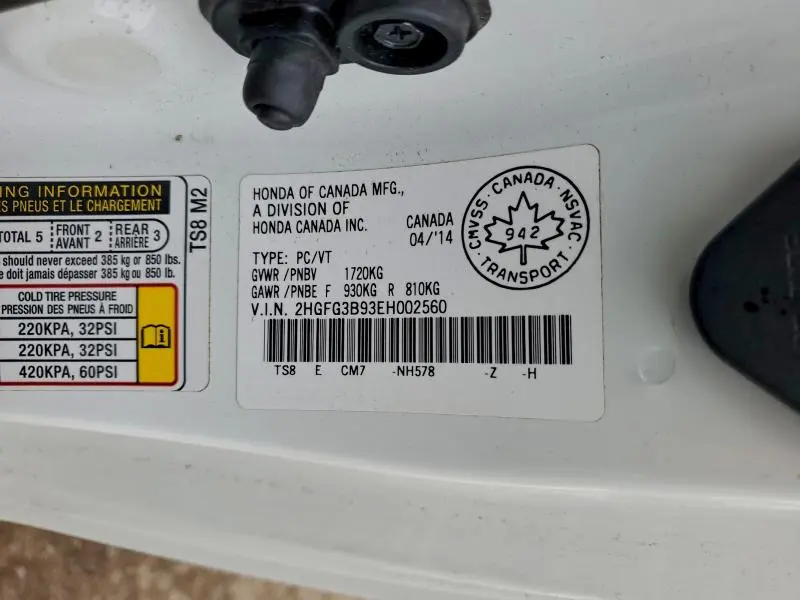 ING INFORMATION
ES PNEUS ET LE CHARGEMENT
TOTAL 5 FRONT AVANT 2 REAR ARRIÈRE 3
should never exceed 385 kg or 850 lbs.
e doit jamais dépasser 385 kg ou 850 lb.
COLD TIRE PRESSURE
PRESSION DES PNEUS À FROID
220KPA, 32PSI
220KPA, 32PSI
420KPA, 60PSI
TS8 M2
HONDA OF CANADA MFG.,
A DIVISION OF
HONDA CANADA INC.
CANADA
04/'14
CMVSS · CANADA · NSVAC
942
TRANSPORT
TYPE: PC/VT
GVWR /PNBV 1720KG
GAWR /PNBE F 930KG R 810KG
V.I.N. 2HGFG3B93EH002560
TS8 E CM7 -NH578 -Z -H